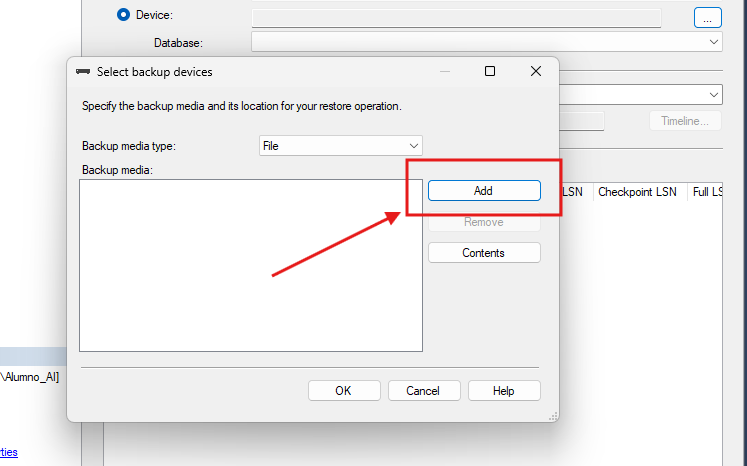 Device:
...
Database:
Select backup devices
Specify the backup media and its location for your restore operation.
Backup media type:
File
Timeline...
Backup media:
Add
LSN
Checkpoint LSN
Full LS
Remove
Contents
\Alumno_AI]
OK
Cancel
Help
rties